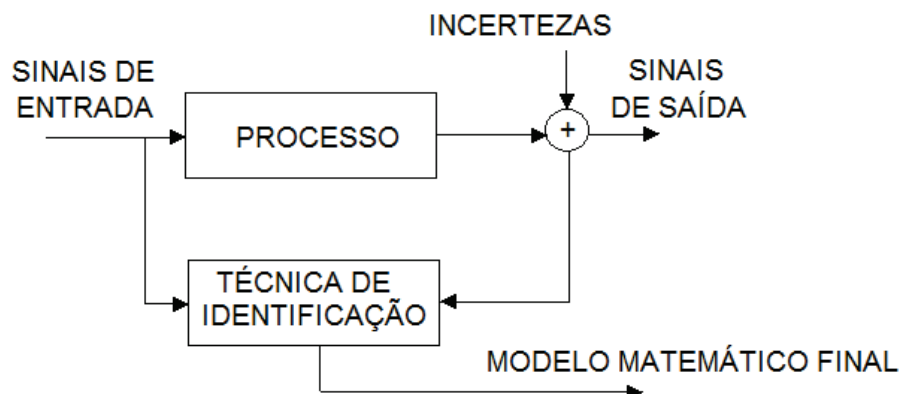 INCERTEZAS
SINAIS DE
ENTRADA
SINAIS
DE SAÍDA
PROCESSO
+
TÉCNICA DE
IDENTIFICAÇÃO
MODELO MATEMÁTICO FINAL